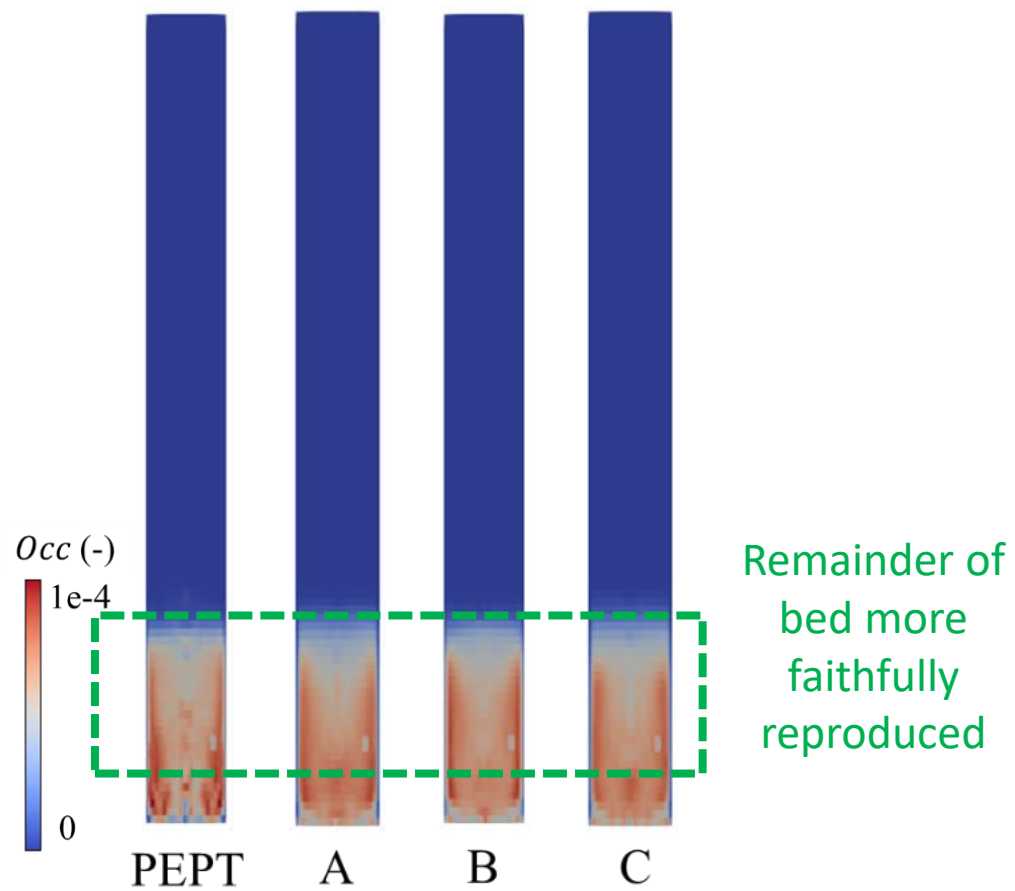 Occ (-)
1e-4
0
Remainder of
bed more
faithfully
reproduced
PEPT
A
B
C